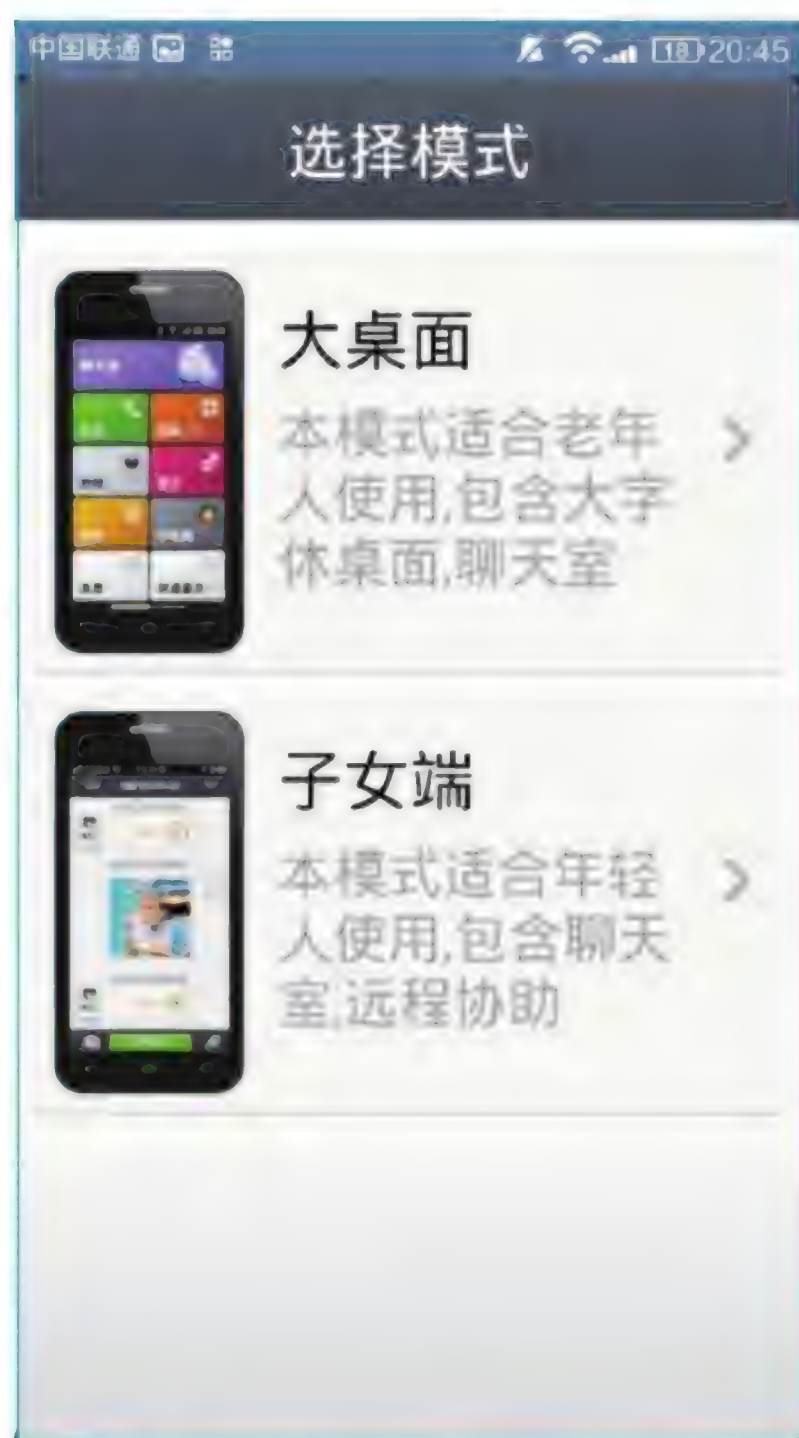 中国联通
18 20:45
选择模式
大桌面
本模式适合老年
人使用,包含大字
体桌面,聊天室
子女端
本模式适合年轻
人使用,包含聊天
室,远程协助